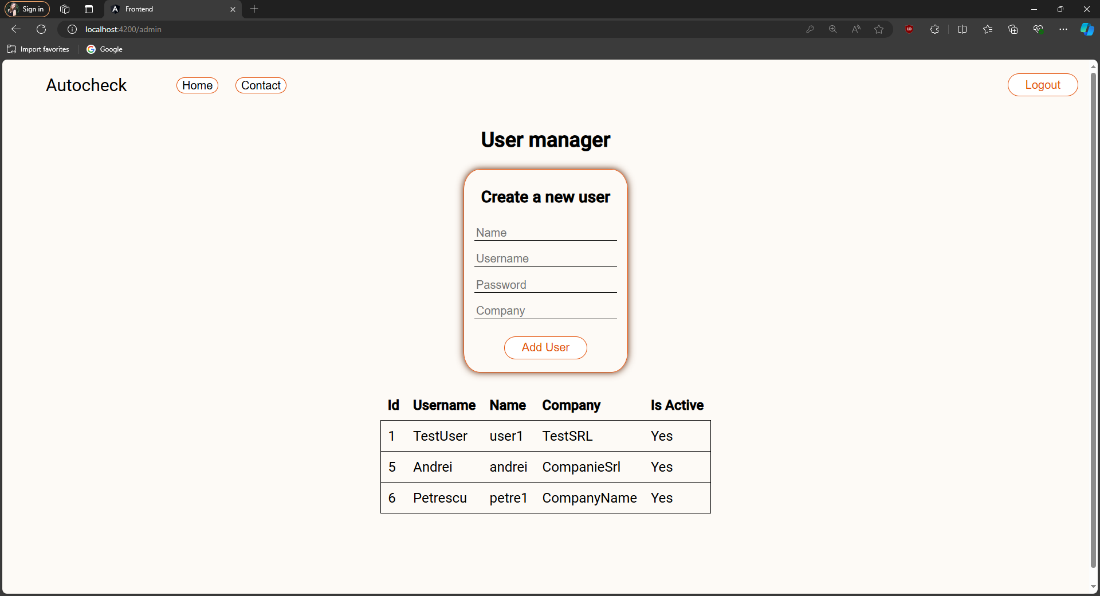 Sign in
Frontend
localhost:4200/admin
Import favorites
Google
Autocheck Home Contact Logout
User manager
Create a new user
Name
Username
Password
Company
Add User
Id Username Name Company Is Active
1 TestUser user1 TestSRL Yes
5 Andrei andrei CompanieSrl Yes
6 Petrescu petre1 CompanyName Yes